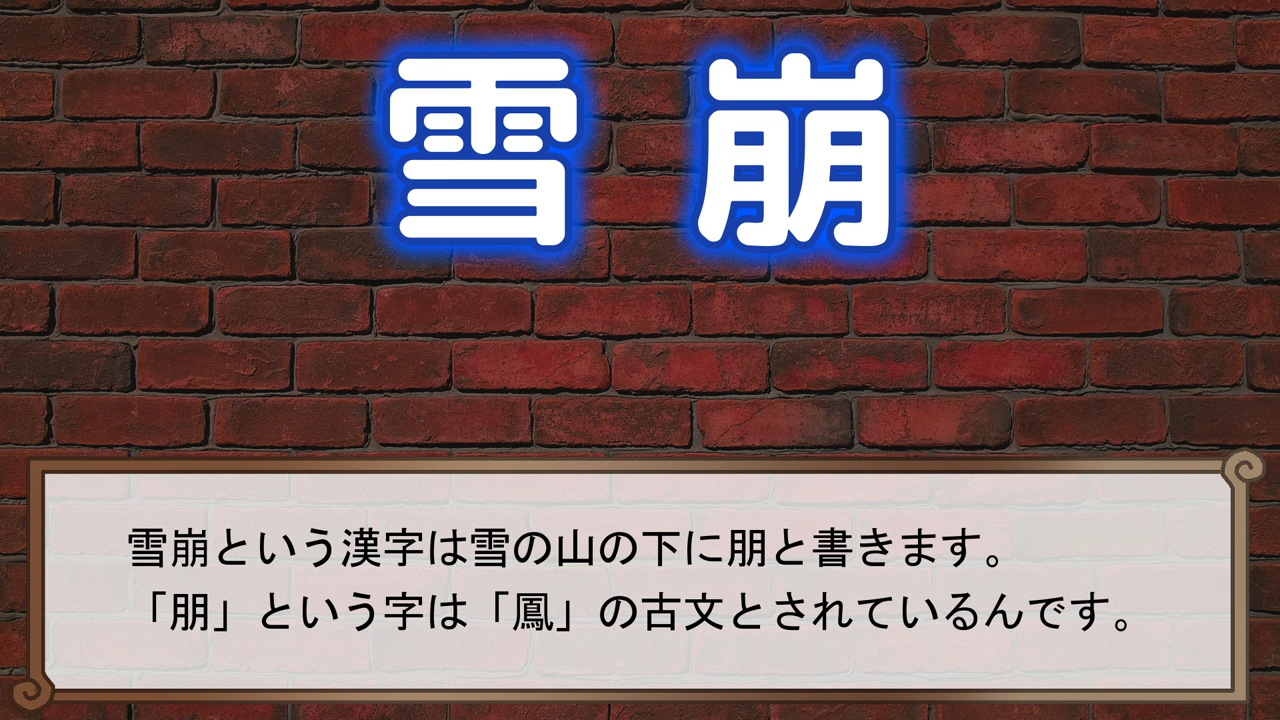 雪崩
雪崩という漢字は雪の山の下に朋と書きます。
「朋」という字は「鳳」の古文とされているんです。